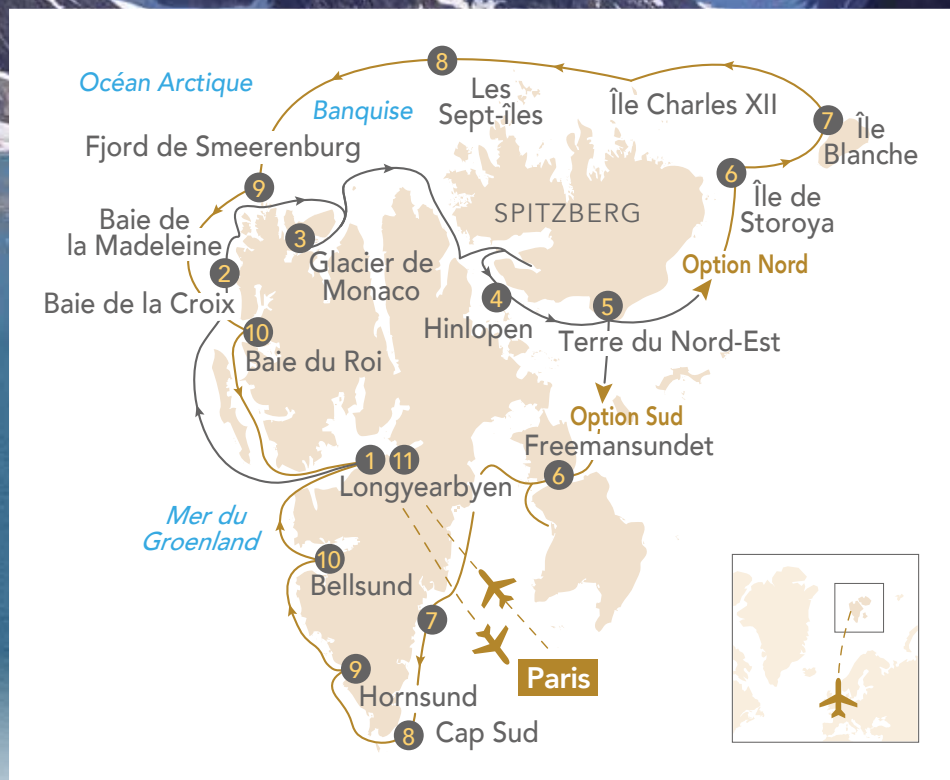 8
Océan Arctique
Les
Sept-îles
Île Charles XII
Banquise
7
Île
Blanche
Fjord de Smeerenburg
9
6
Île de
Storoya
Baie de
la Madeleine
2
3
Glacier de
Monaco
SPITZBERG
Option Nord
Baie de la Croix
4
Hinlopen
5
Terre du Nord-Est
10
Baie du Roi
Option Sud
Freemansundet
6
1
11
Longyearbyen
Mer du
Groenland
10
Bellsund
7
9
Hornsund
Paris
8
Cap Sud